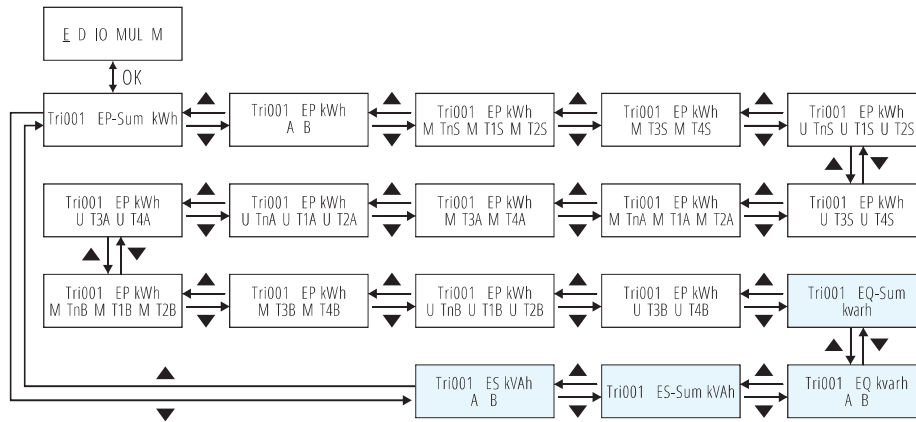 E D IO MUL M
OK
Tri001 EP-Sum kWh
Tri001 EP kWh
A B
Tri001 EP kWh
M TnS M T1S M T2S
Tri001 EP kWh
M T3S M T4S
Tri001 EP kWh
U TnS U T1S U T2S
Tri001 EP kWh
U T3A U T4A
Tri001 EP kWh
U TnA U T1A U T2A
Tri001 EP kWh
M T3A M T4A
Tri001 EP kWh
M TnA M T1A M T2A
Tri001 EP kWh
U T3S U T4S
Tri001 EP kWh
M TnB M T1B M T2B
Tri001 EP kWh
M T3B M T4B
Tri001 EP kWh
U TnB U T1B U T2B
Tri001 EP kWh
U T3B U T4B
Tri001 EQ-Sum
kvarh
Tri001 ES kVAh
A B
Tri001 ES-Sum kVAh
Tri001 EQ kvarh
A B